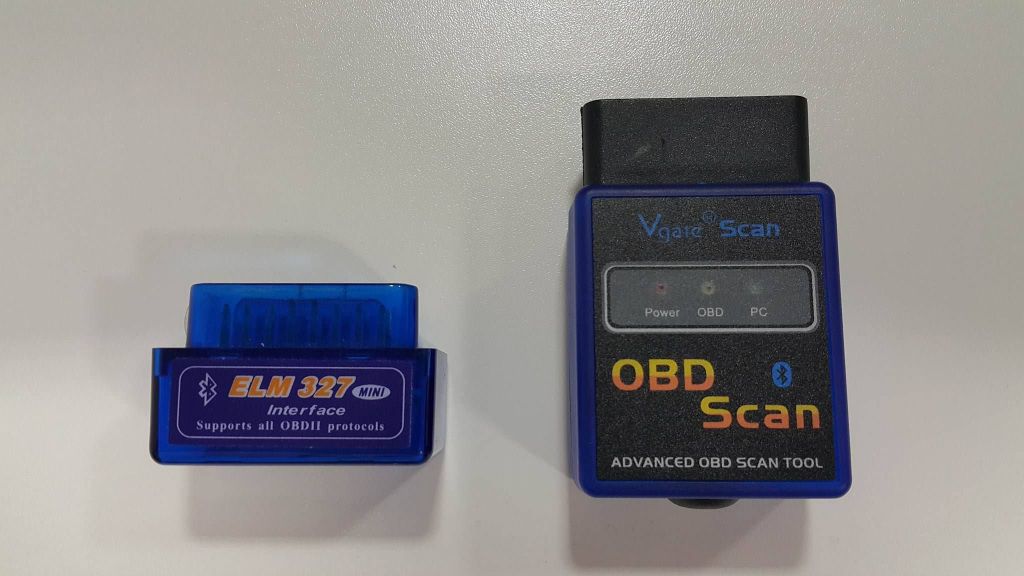 ELM 327 MINI
Interface
Supports all OBDII protocols
Vgate® Scan
Power OBD PC
OBD
Scan
ADVANCED OBD SCAN TOOL